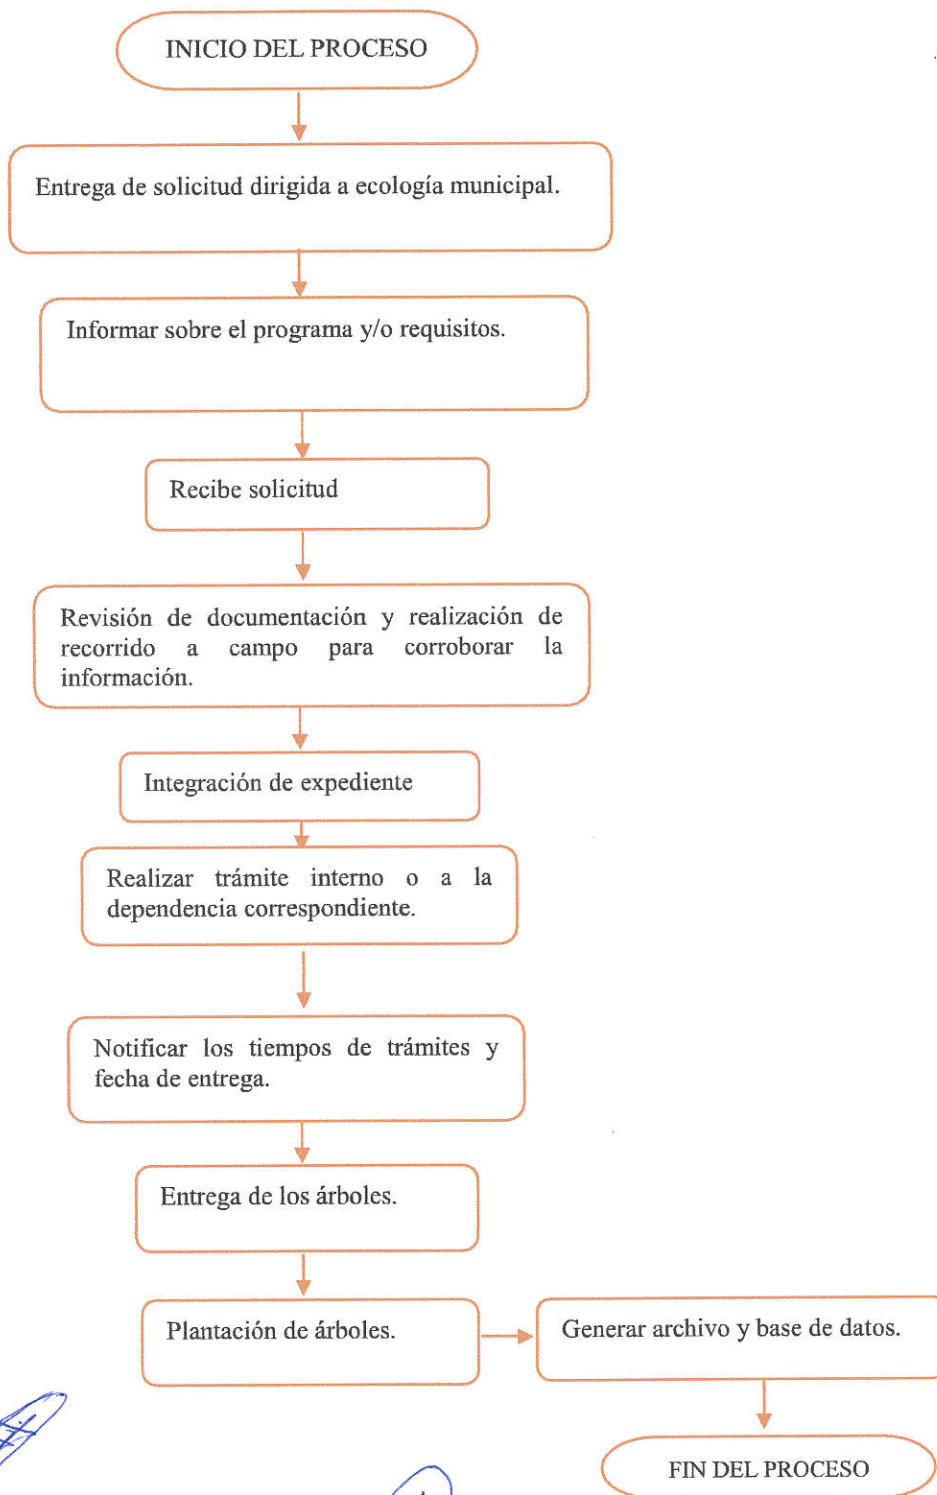 INICIO DEL PROCESO
Entrega de solicitud dirigida a ecología municipal.
Informar sobre el programa y/o requisitos.
Recibe solicitud
Revisión de documentación y realización de
recorrido a campo para corroborar la
información.
Integración de expediente
Realizar trámite interno o a la
dependencia correspondiente.
Notificar los tiempos de trámites y
fecha de entrega.
Entrega de los árboles.
Plantación de árboles.
Generar archivo y base de datos.
FIN DEL PROCESO